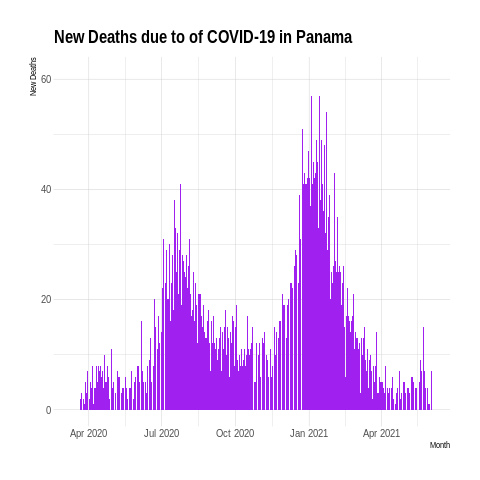 New Deaths due to of COVID-19 in Panama
New Deaths
60
40
20
0
Apr 2020
Jul 2020
Oct 2020
Jan 2021
Apr 2021
Month